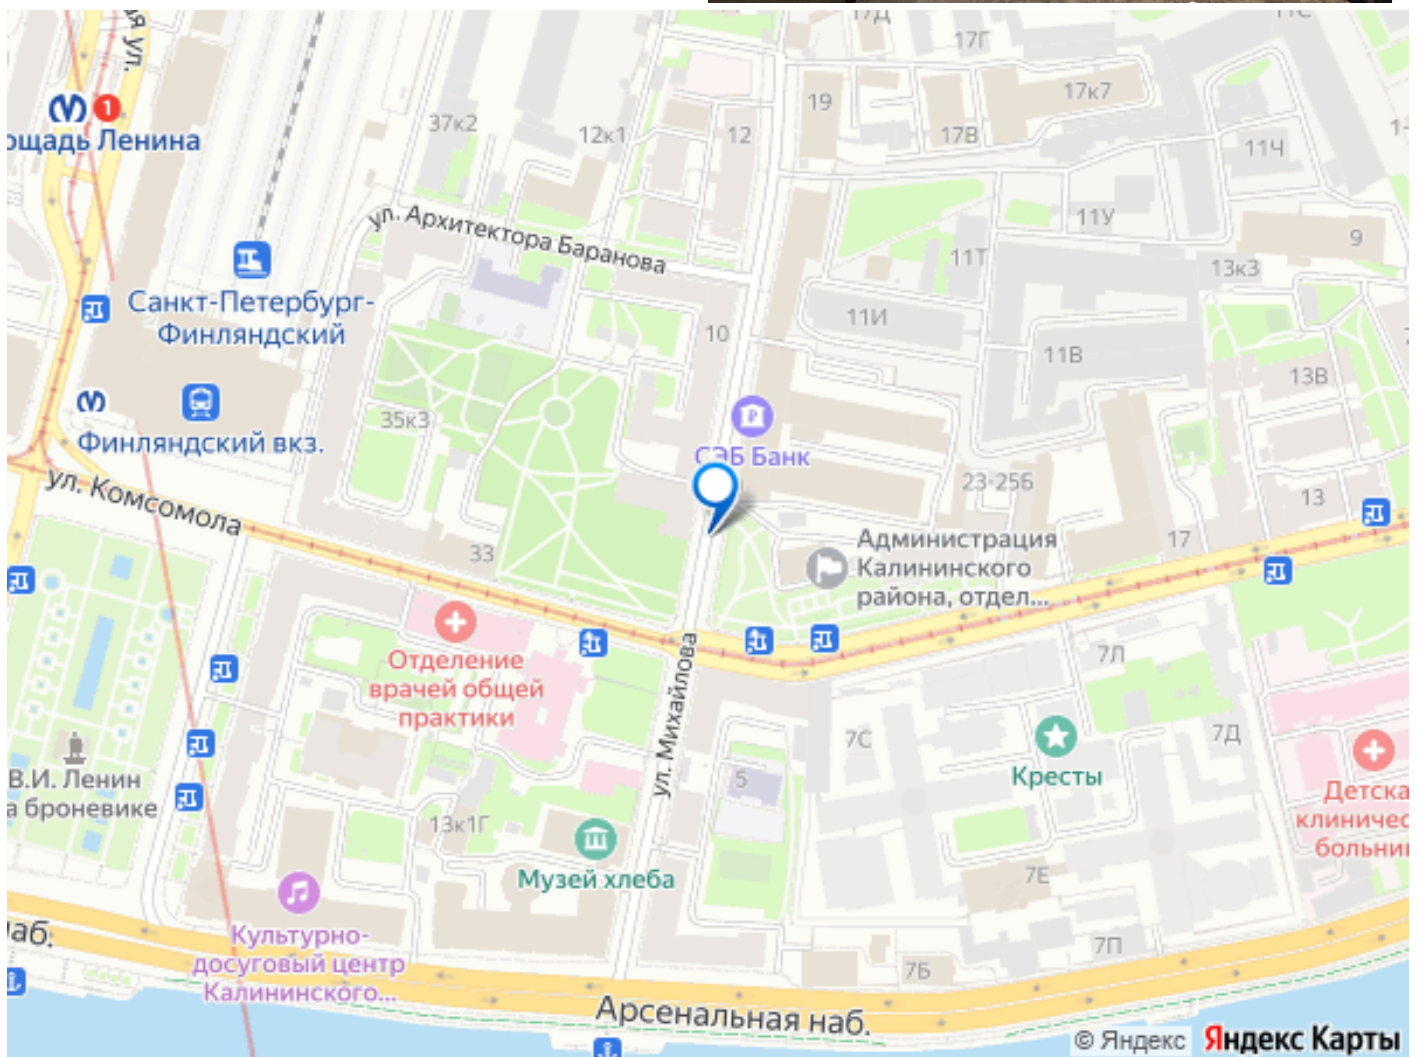 17Д
17Г
17к7
19
17В
37к2
12к1
12
11Ч
1
ощадь Ленина
ул. Архитектора Баранова
11У
11Т
9
13к3
Санкт-Петербург-
Финляндский
10
11И
11В
13В
35к3
Финляндский вкз.
СЭБ Банк
23-25Б
13
ул. Комсомола
33
17
Администрация
Калининского
района, отдел...
Отделение
врачей общей
практики
ул. Михайлова
7Л
7С
7Д
5
Кресты
В.И. Ленин
а броневике
Детска
клиничес
больни
13к1Г
Музей хлеба
7Е
Культурно-
досуговый центр
Калининского...
наб.
7П
7Б
Арсенальная наб.
© Яндекс Яндекс Карты